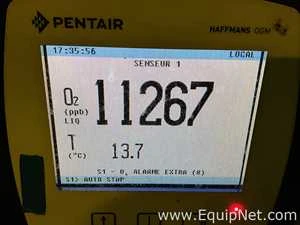 PENTAIR
HAFFMANS OGM
17:35:56 LOCAL
SENSEUR 1
O₂
(ppb)
LIQ
11267
T
(°C)
13.7
S1 - O₂ ALARME EXTRA (8)
S1> AUTO STOP
www.EquipNet.com